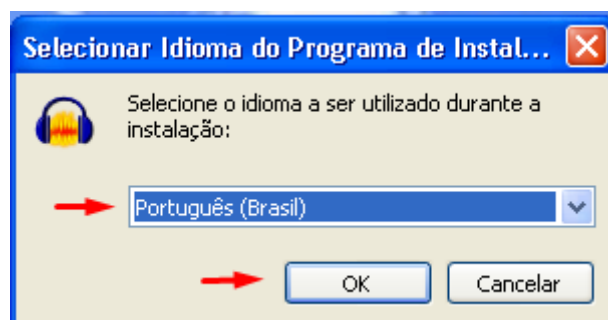 Selecionar Idioma do Programa de Instal...
Selecione o idioma a ser utilizado durante a
instalação:
Português (Brasil)
OK Cancelar